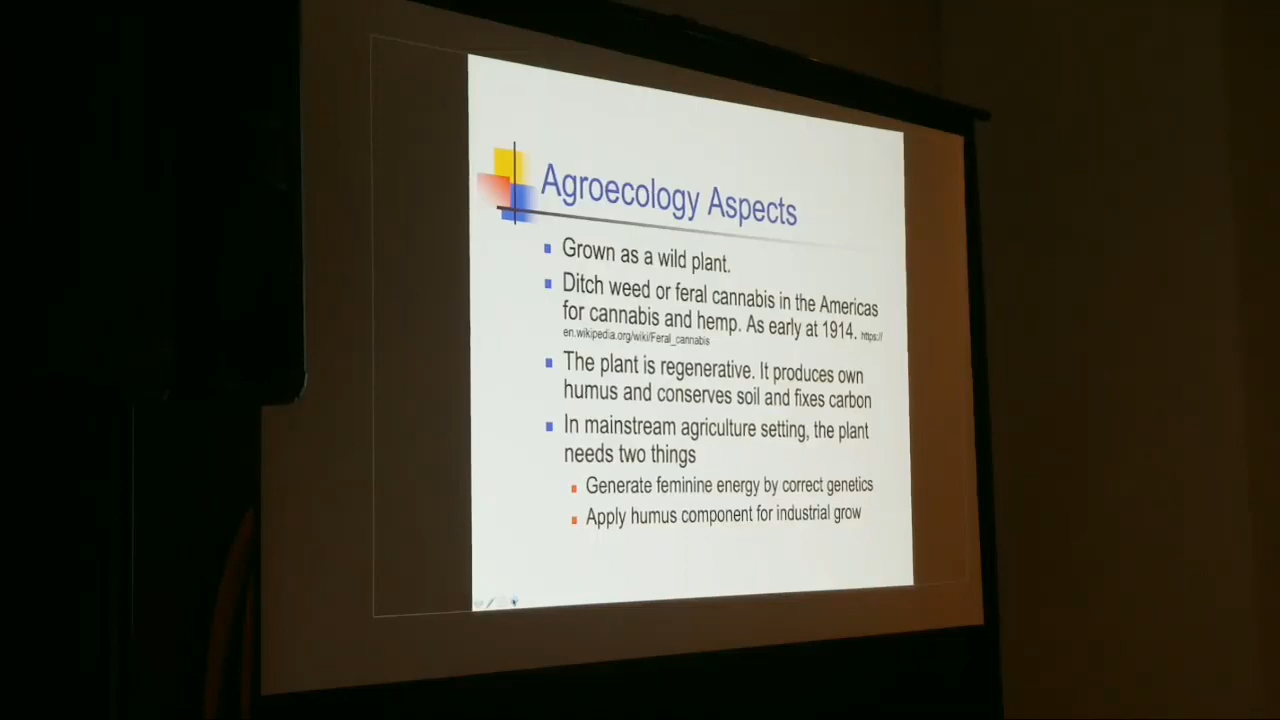 Agroecology Aspects
Grown as a wild plant.
Ditch weed or feral cannabis in the Americas
for cannabis and hemp. As early at 1914. https://
en.wikipedia.org/wiki/Feral_cannabis
The plant is regenerative. It produces own
humus and conserves soil and fixes carbon
In mainstream agriculture setting, the plant
needs two things
Generate feminine energy by correct genetics
Apply humus component for industrial grow